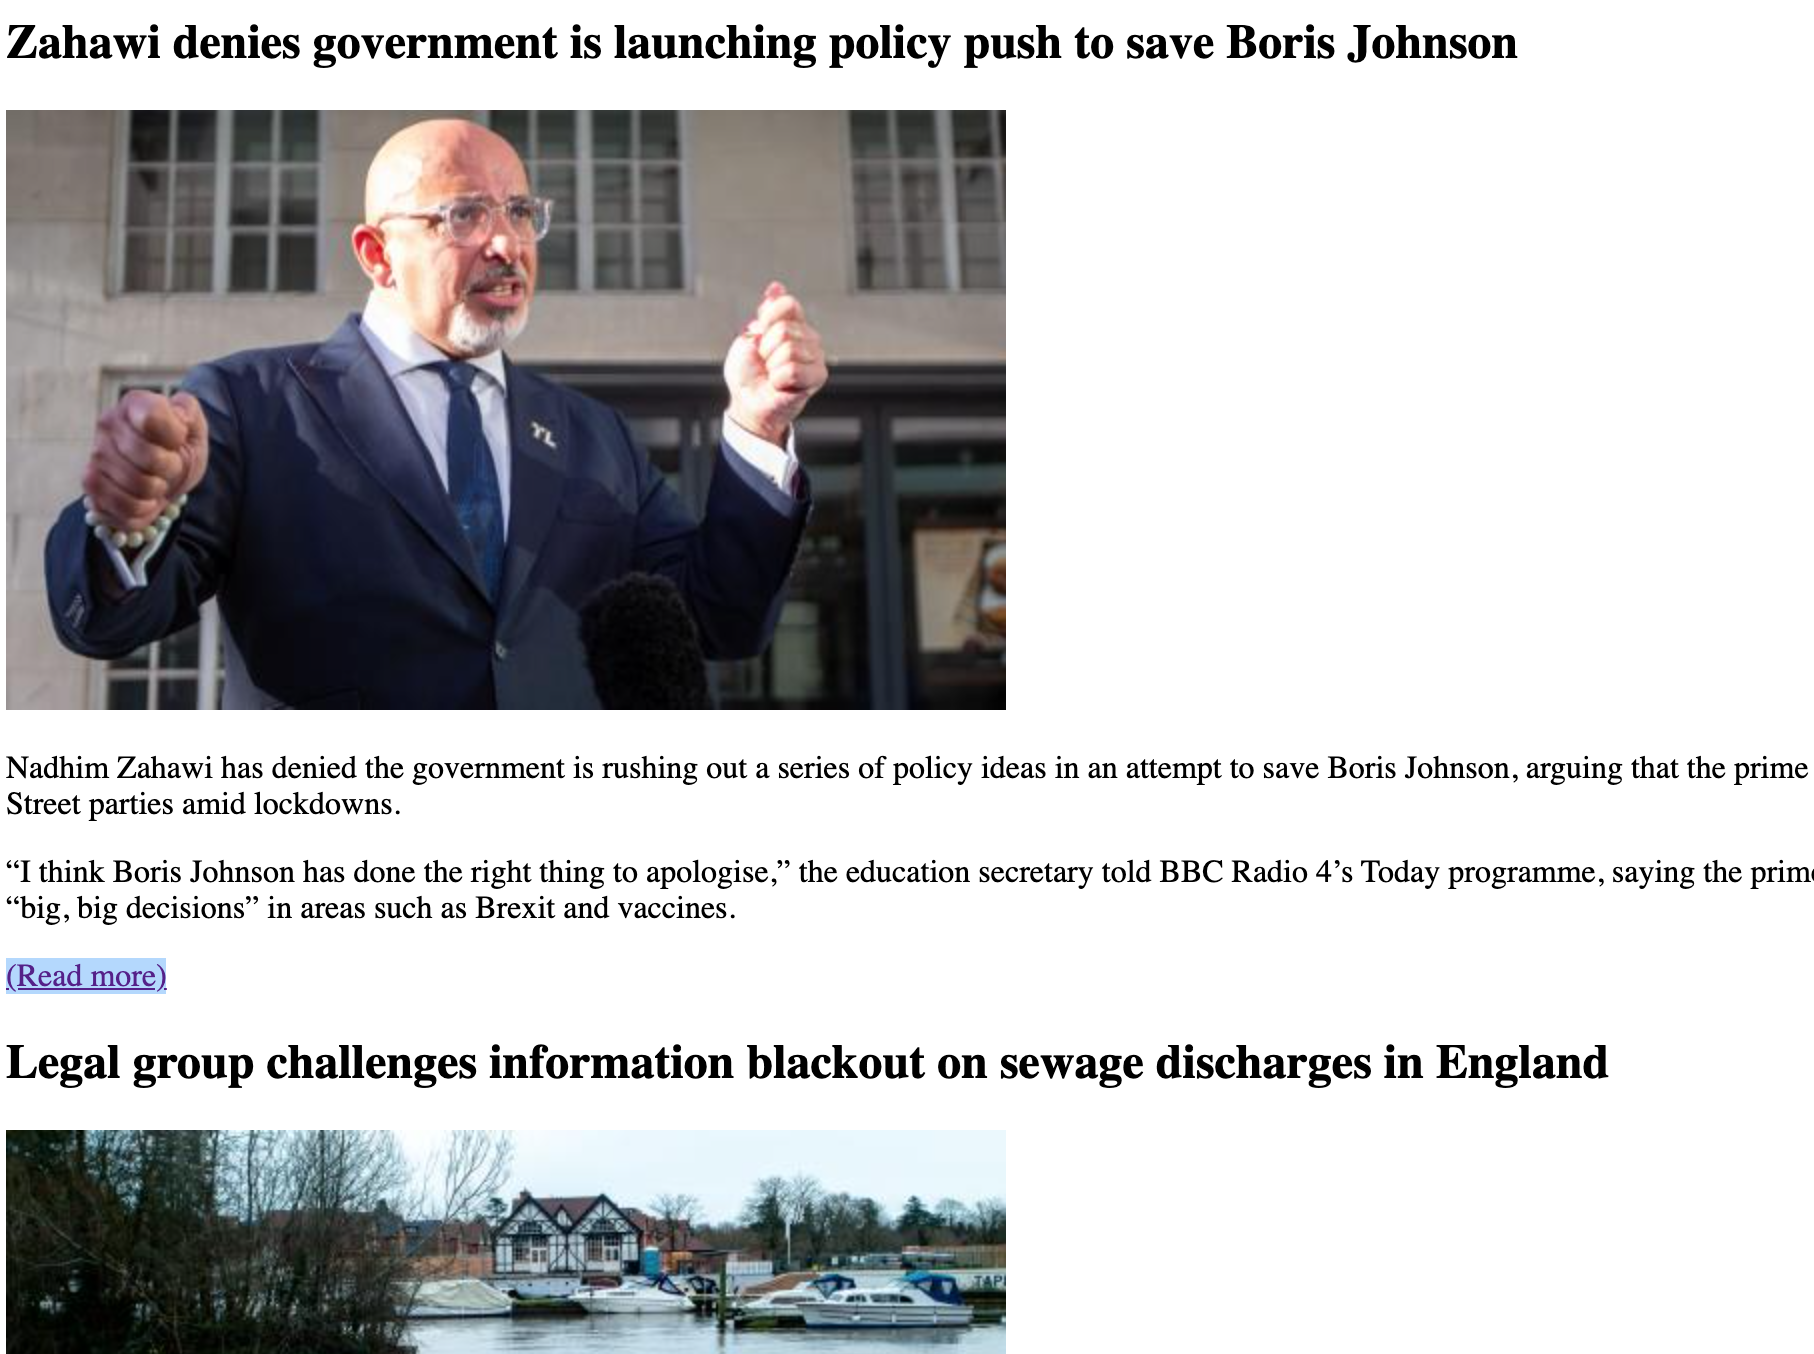 Zahawi denies government is launching policy push to save Boris Johnson
TL
Nadhim Zahawi has denied the government is rushing out a series of policy ideas in an attempt to save Boris Johnson, arguing that the prime
Street parties amid lockdowns.
“I think Boris Johnson has done the right thing to apologise,” the education secretary told BBC Radio 4’s Today programme, saying the prime
“big, big decisions” in areas such as Brexit and vaccines.
(Read more)
Legal group challenges information blackout on sewage discharges in England